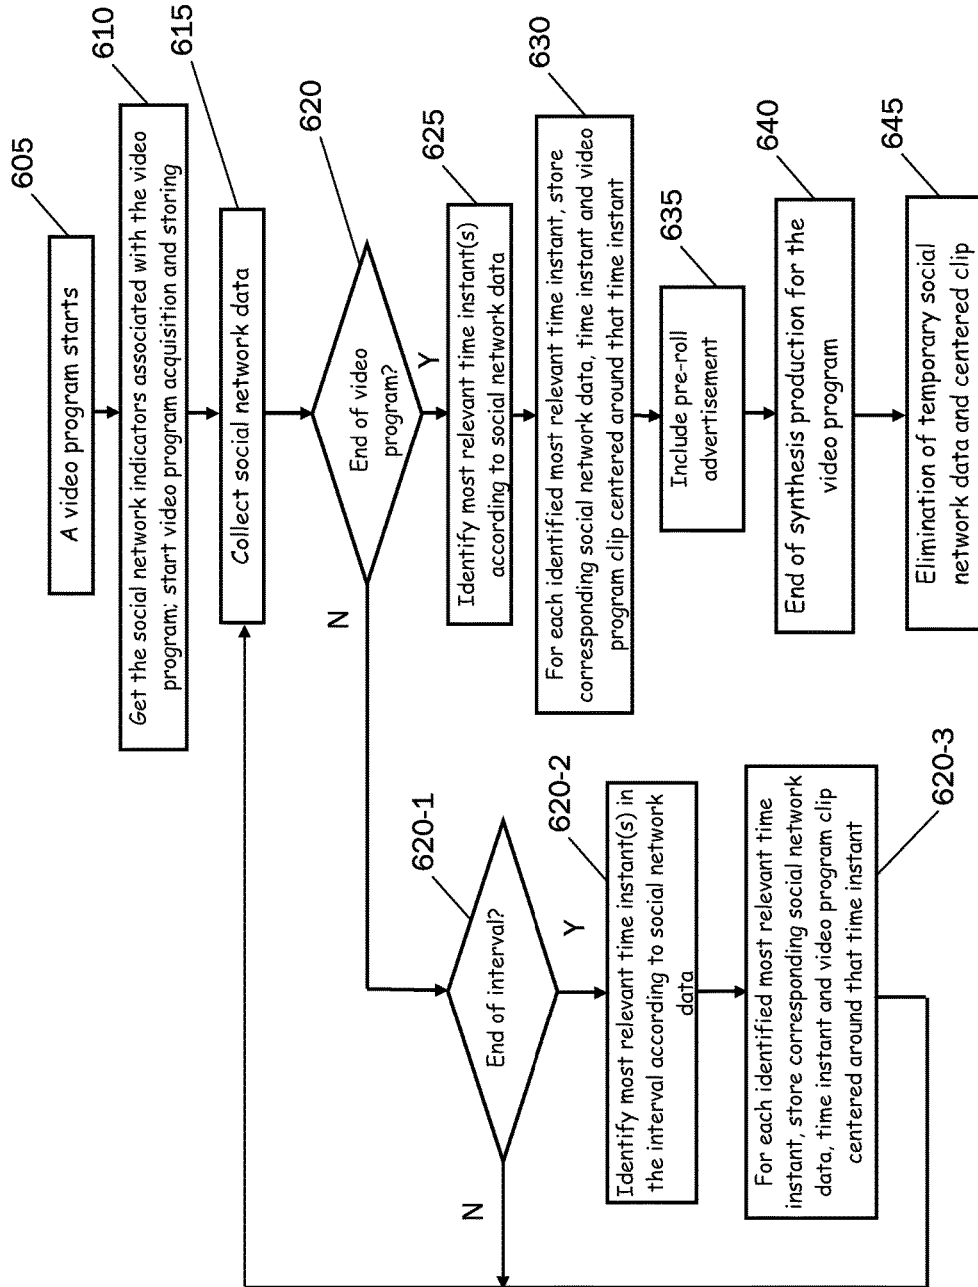 605
A video program starts
610
Get the social network indicators associated with the video
program; start video program acquisition and storing
615
Collect social network data
620
End of video
program?
N
Y
625
Identify most relevant time instant(s)
according to social network data
630
For each identified most relevant time instant, store
corresponding social network data, time instant and video
program clip centered around that time instant
635
Include pre-roll
advertisement
640
End of synthesis production for the
video program
645
Elimination of temporary social
network data and centered clip
620-1
End of interval?
N
Y
620-2
Identify most relevant time instant(s) in
the interval according to social network
data
620-3
For each identified most relevant time
instant, store corresponding social network
data, time instant and video program clip
centered around that time instant